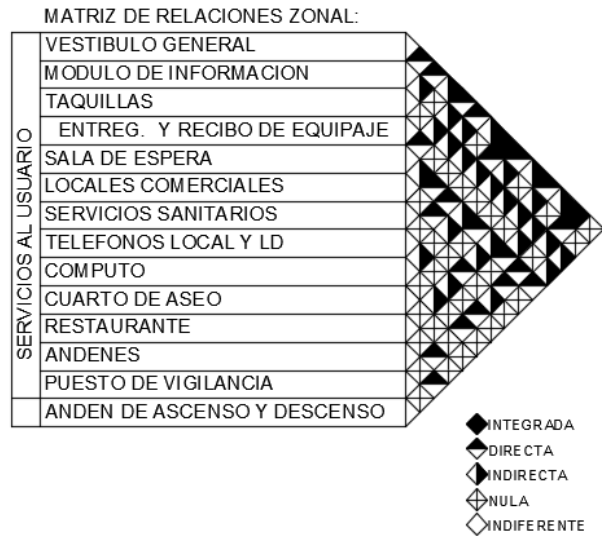 MATRIZ DE RELACIONES ZONAL:
SERVICIOS AL USUARIO
VESTIBULO GENERAL
MODULO DE INFORMACION
TAQUILLAS
ENTREG. Y RECIBO DE EQUIPAJE
SALA DE ESPERA
LOCALES COMERCIALES
SERVICIOS SANITARIOS
TELEFONOS LOCAL Y LD
COMPUTO
CUARTO DE ASEO
RESTAURANTE
ANDENES
PUESTO DE VIGILANCIA
ANDEN DE ASCENSO Y DESCENSO
INTEGRADA
DIRECTA
INDIRECTA
NULA
INDIFERENTE